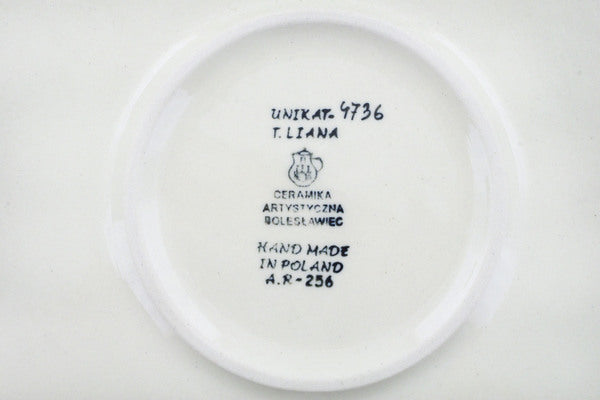 UNIKAT. 4736
T. LIANA
CERAMIKA
ARTYSTYCZNA
BOLESŁAWIEC
HAND MADE
IN POLAND
A.R-256